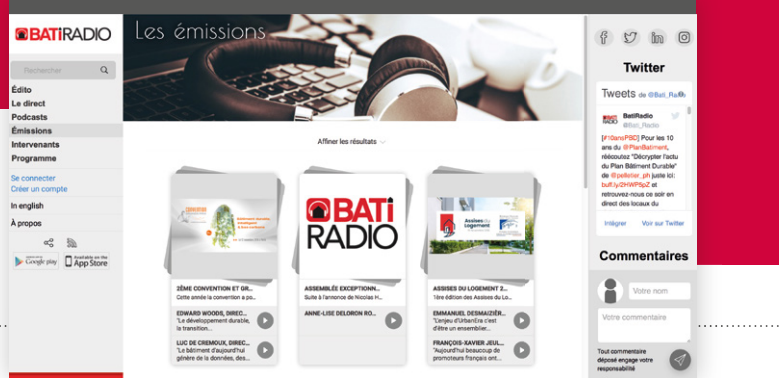 BATiRADIO
Rechercher
Édito
Le direct
Podcasts
Émissions
Intervenants
Programme
Se connecter
Créer un compte
In english
À propos
Google play
Available on the
App Store
Les émissions
Affiner les résultats
BATi
RADIO
Assises du
Logement
2ÈME CONVENTION ET GR...
Cette année la convention a po...
EDWARD WOODS, DIREC...
"Le développement durable,
la transition...
LUC DE CREMOUX, DIREC...
"Le bâtiment d'aujourd'hui
génère de la données, des...
ASSEMBLÉE EXCEPTIONN...
Suite à l'annonce de Nicolas H...
ANNE-LISE DELORON RO...
ASSISES DU LOGEMENT 2...
1ère édition des Assises du Lo...
EMMANUEL DESMAIZIÈR...
"L'enjeu d'UrbanEra c'est
d'être un ensemblier...
FRANÇOIS-XAVIER JEUL...
"Aujourd'hui beaucoup de
promoteurs français ont...
Twitter
Tweets de @Bati_Radio
BatiRadio
@Bati_Radio
[#10ansPSD] Pour les 10
ans du @PlanBatiment,
réécoutez "Décrypter l'actu
du Plan Bâtiment Durable"
de @pelletier_ph juste ici:
buff.ly/2HWP5pZ et
retrouvez-nous ce soir en
direct des locaux du
Intégrer
Voir sur Twitter
Commentaires
Votre nom
Votre commentaire
Tout commentaire
déposé engage votre
responsabilité